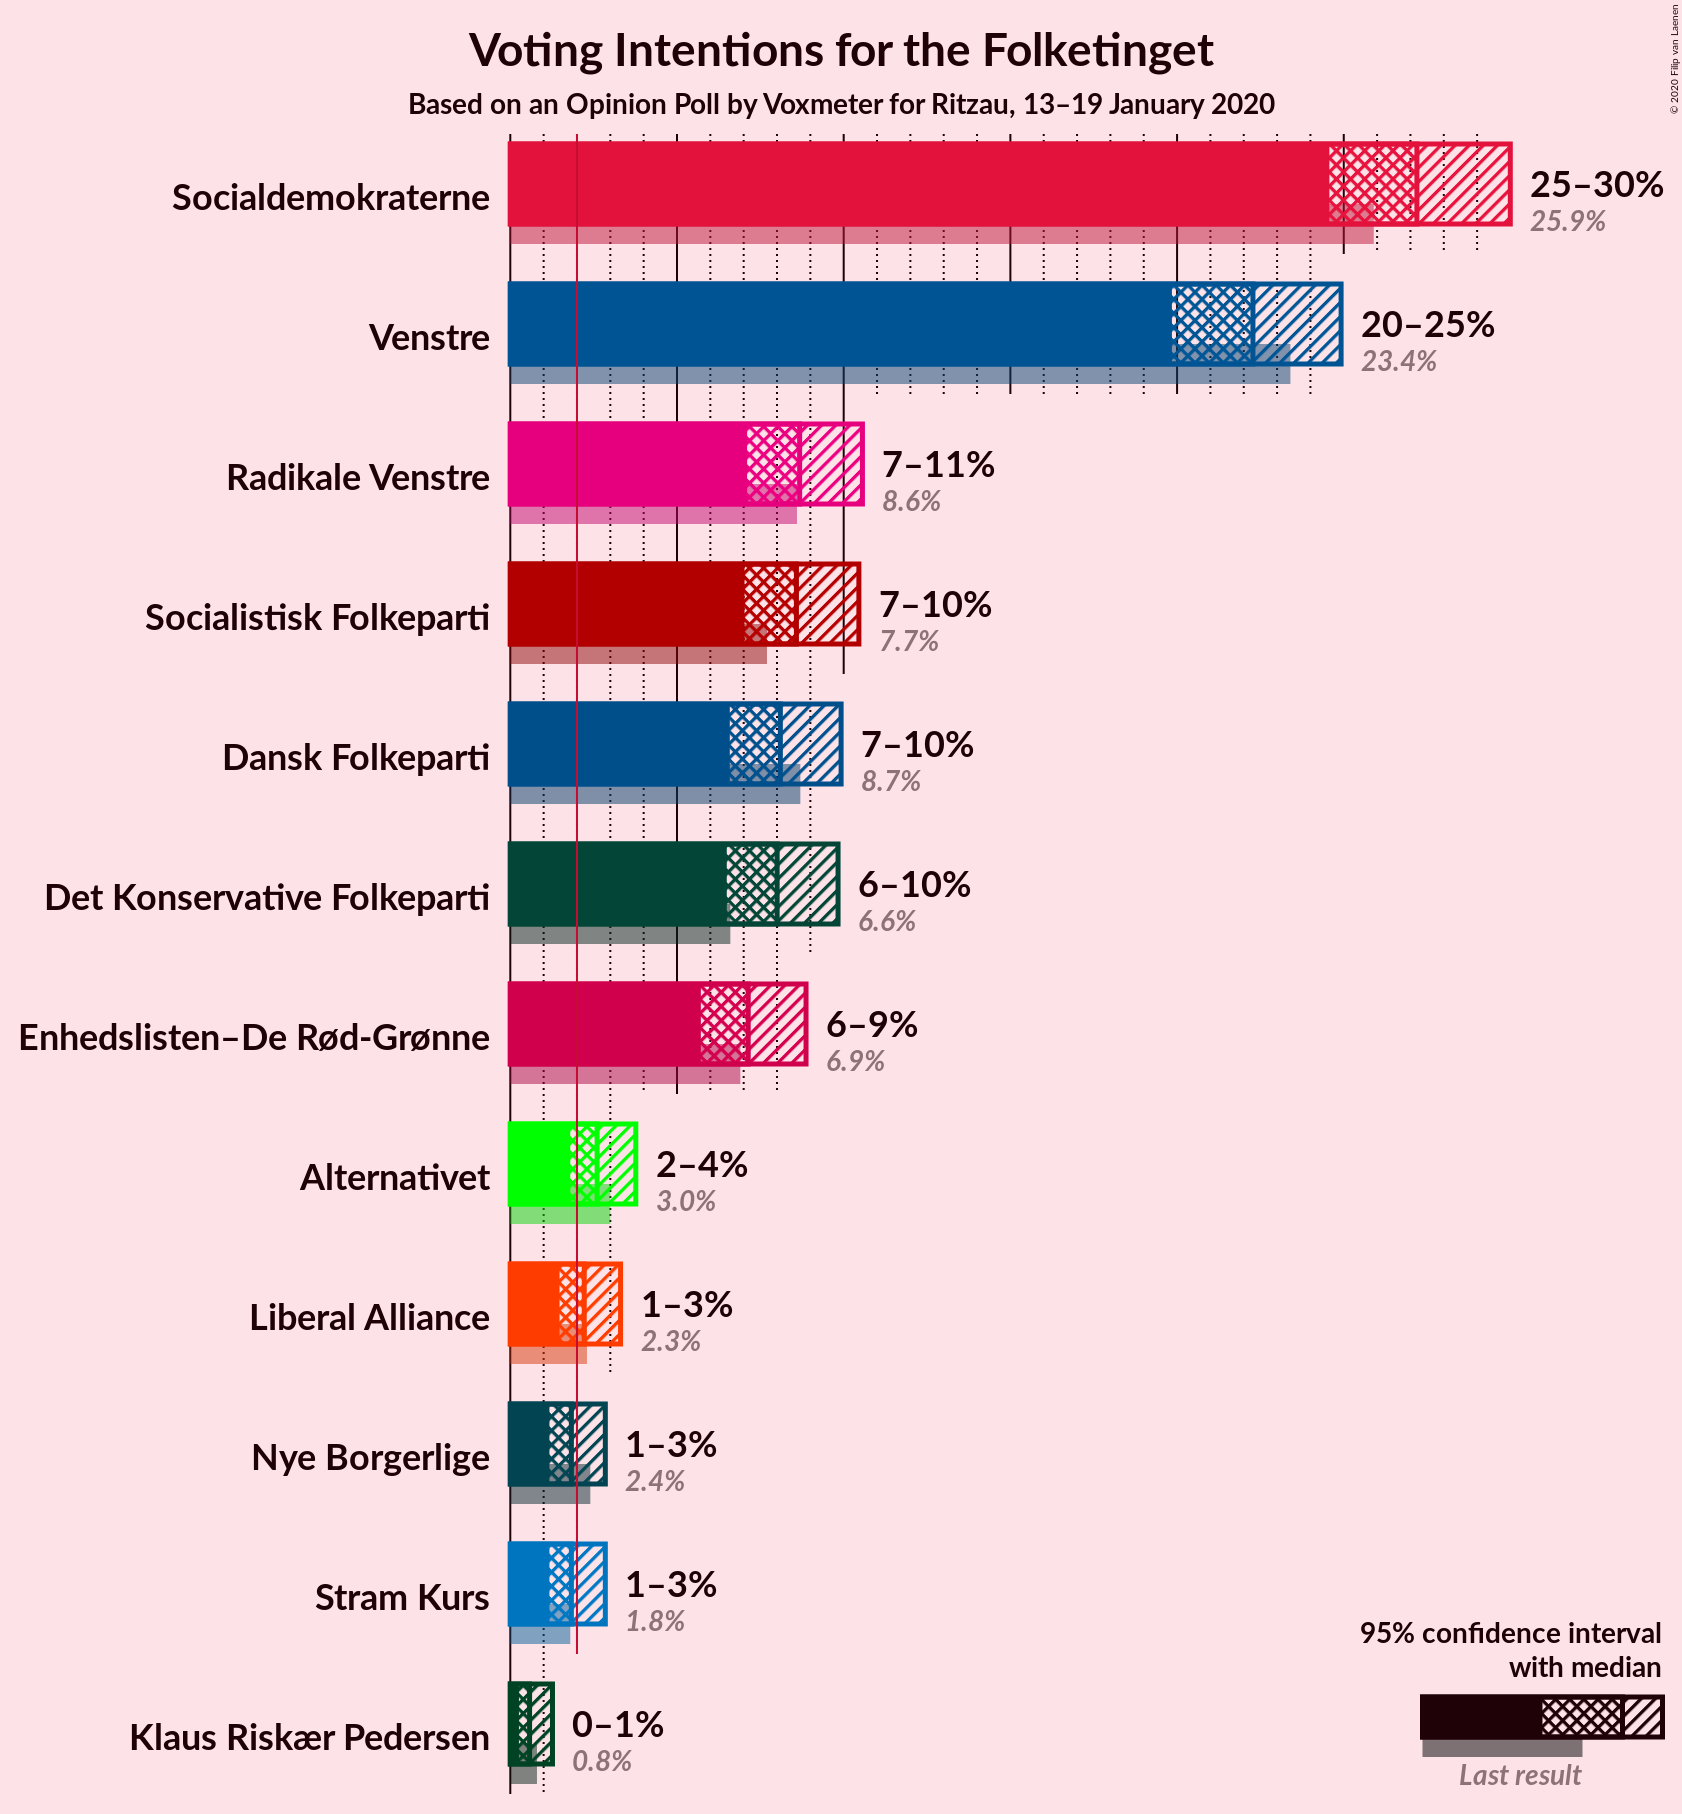 Voting Intentions for the Folketinget
Based on an Opinion Poll by Voxmeter for Ritzau, 13–19 January 2020
© 2020 Filip van Laenen
Socialdemokraterne
25–30%
25.9%
Venstre
20–25%
23.4%
Radikale Venstre
7–11%
8.6%
Socialistisk Folkeparti
7–10%
7.7%
Dansk Folkeparti
7–10%
8.7%
Det Konservative Folkeparti
6–10%
6.6%
Enhedslisten–De Rød-Grønne
6–9%
6.9%
Alternativet
2–4%
3.0%
Liberal Alliance
1–3%
2.3%
Nye Borgerlige
1–3%
2.4%
Stram Kurs
1–3%
1.8%
Klaus Riskær Pedersen
0–1%
0.8%
95% confidence interval
with median
Last result